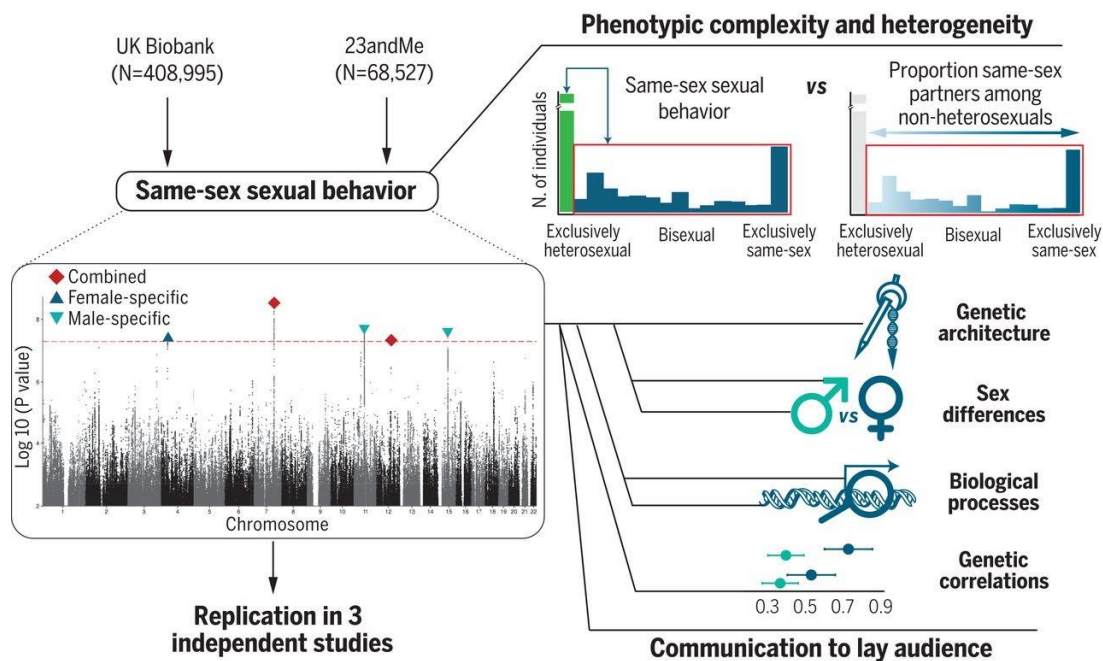 UK Biobank
(N=408,995)
23andMe
(N=68,527)
Same-sex sexual behavior
Combined
Female-specific
Male-specific
Log 10 (P value)
8
6
4
2
1 2 3 4 5 6 7 8 9 10 11 12 13 14 15 16 17 18 19 20 21 22
Chromosome
Replication in 3
independent studies
Phenotypic complexity and heterogeneity
N. of individuals
Same-sex sexual
behavior
Exclusively
heterosexual
Bisexual
Exclusively
same-sex
vs
Proportion same-sex
partners among
non-heterosexuals
Exclusively
heterosexual
Bisexual
Exclusively
same-sex
Genetic
architecture
vs
Sex
differences
Biological
processes
Genetic
correlations
0.3 0.5 0.7 0.9
Communication to lay audience